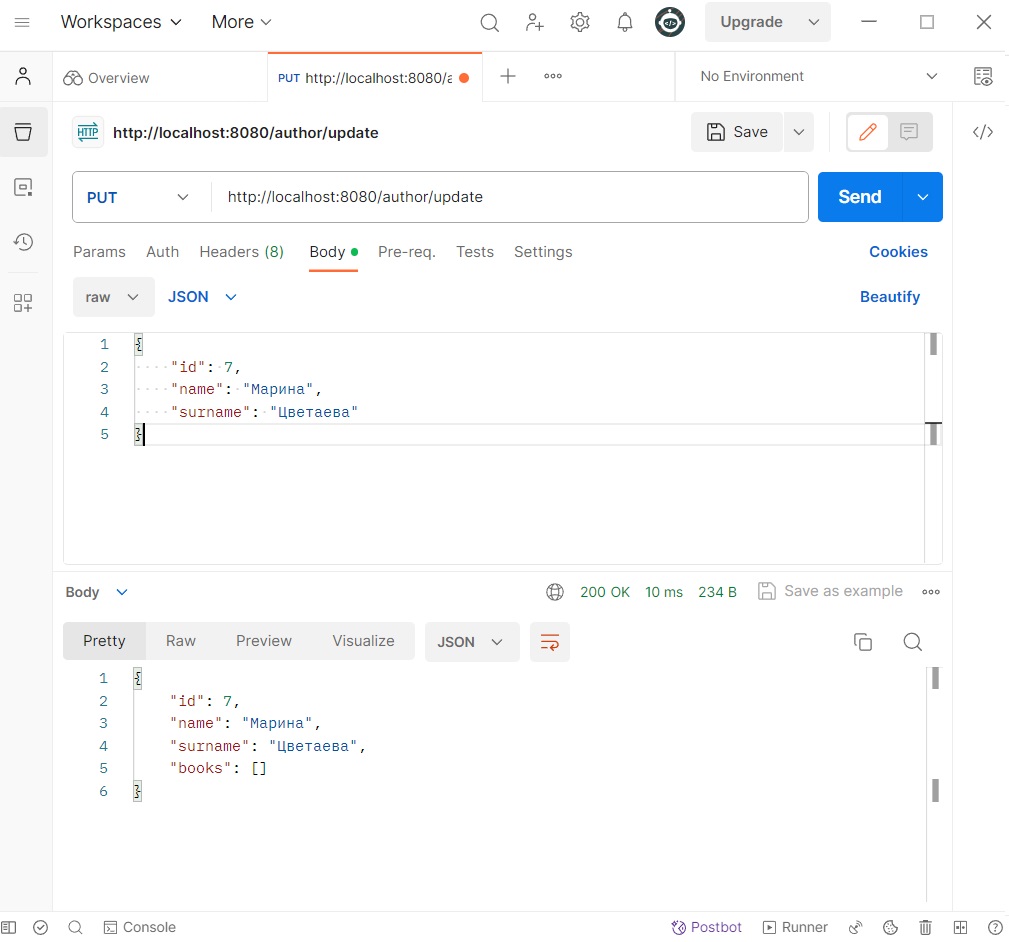 Workspaces More Upgrade
Overview PUT http://localhost:8080/a No Environment
HTTP http://localhost:8080/author/update Save
PUT http://localhost:8080/author/update Send
Params Auth Headers (8) Body Pre-req. Tests Settings Cookies
raw JSON Beautify
1 {
2 "id": 7,
3 "name": "Марина",
4 "surname": "Цветаева"
5 }
Body 200 OK 10 ms 234 B Save as example
Pretty Raw Preview Visualize JSON
1 {
2 "id": 7,
3 "name": "Марина",
4 "surname": "Цветаева",
5 "books": []
6 }
Console Postbot Runner